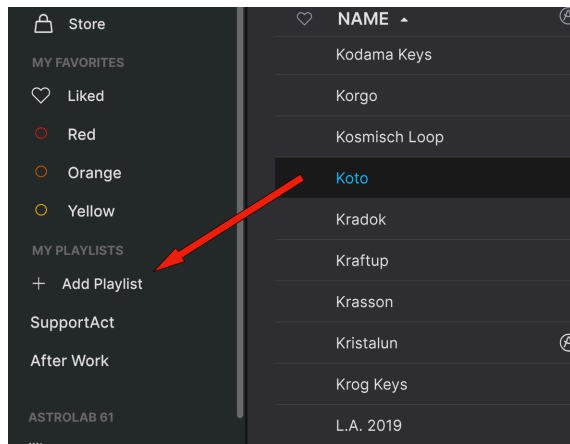 Store
MY FAVORITES
Liked
Red
Orange
Yellow
MY PLAYLISTS
+ Add Playlist
SupportAct
After Work
ASTROLAB 61
NAME
Kodama Keys
Korgo
Kosmisch Loop
Koto
Kradok
Kraftup
Krasson
Kristalun
Krog Keys
L.A. 2019